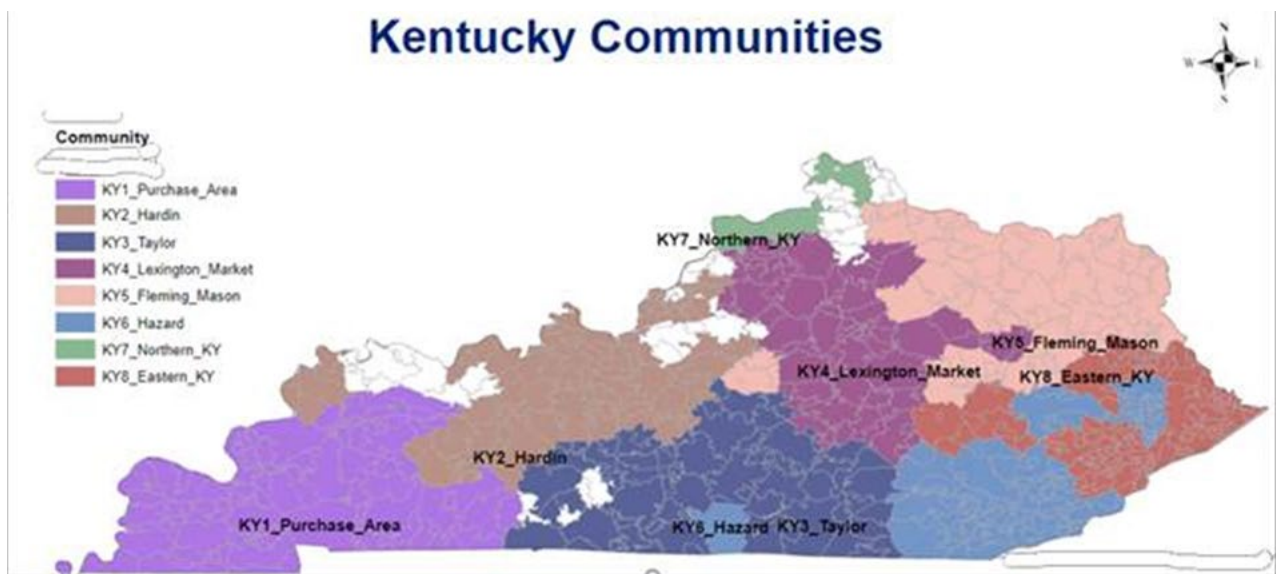 Kentucky Communities
N
W E
Community
KY1_Purchase_Area
KY2_Hardin
KY3_Taylor
KY4_Lexington_Market
KY5_Fleming_Mason
KY6_Hazard
KY7_Northern_KY
KY8_Eastern_KY
KY7_Northern_KY
KY5_Fleming_Mason
KY4_Lexington_Market
KY8_Eastern_KY
KY2_Hardin
KY1_Purchase_Area
KY6_Hazard
KY3_Taylor